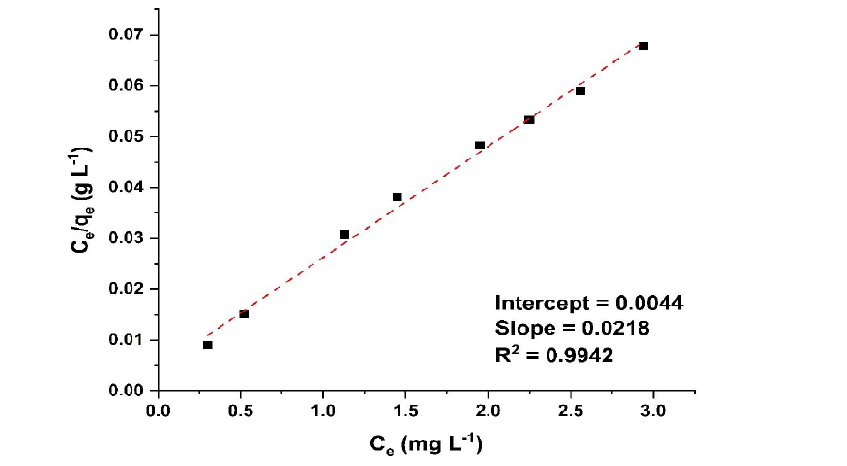 0.07
0.06
0.05
0.04
0.03
0.02
0.01
0.00
Cₑ/qₑ (g L⁻¹)
Intercept = 0.0044
Slope = 0.0218
R² = 0.9942
0.0 0.5 1.0 1.5 2.0 2.5 3.0
Cₑ (mg L⁻¹)